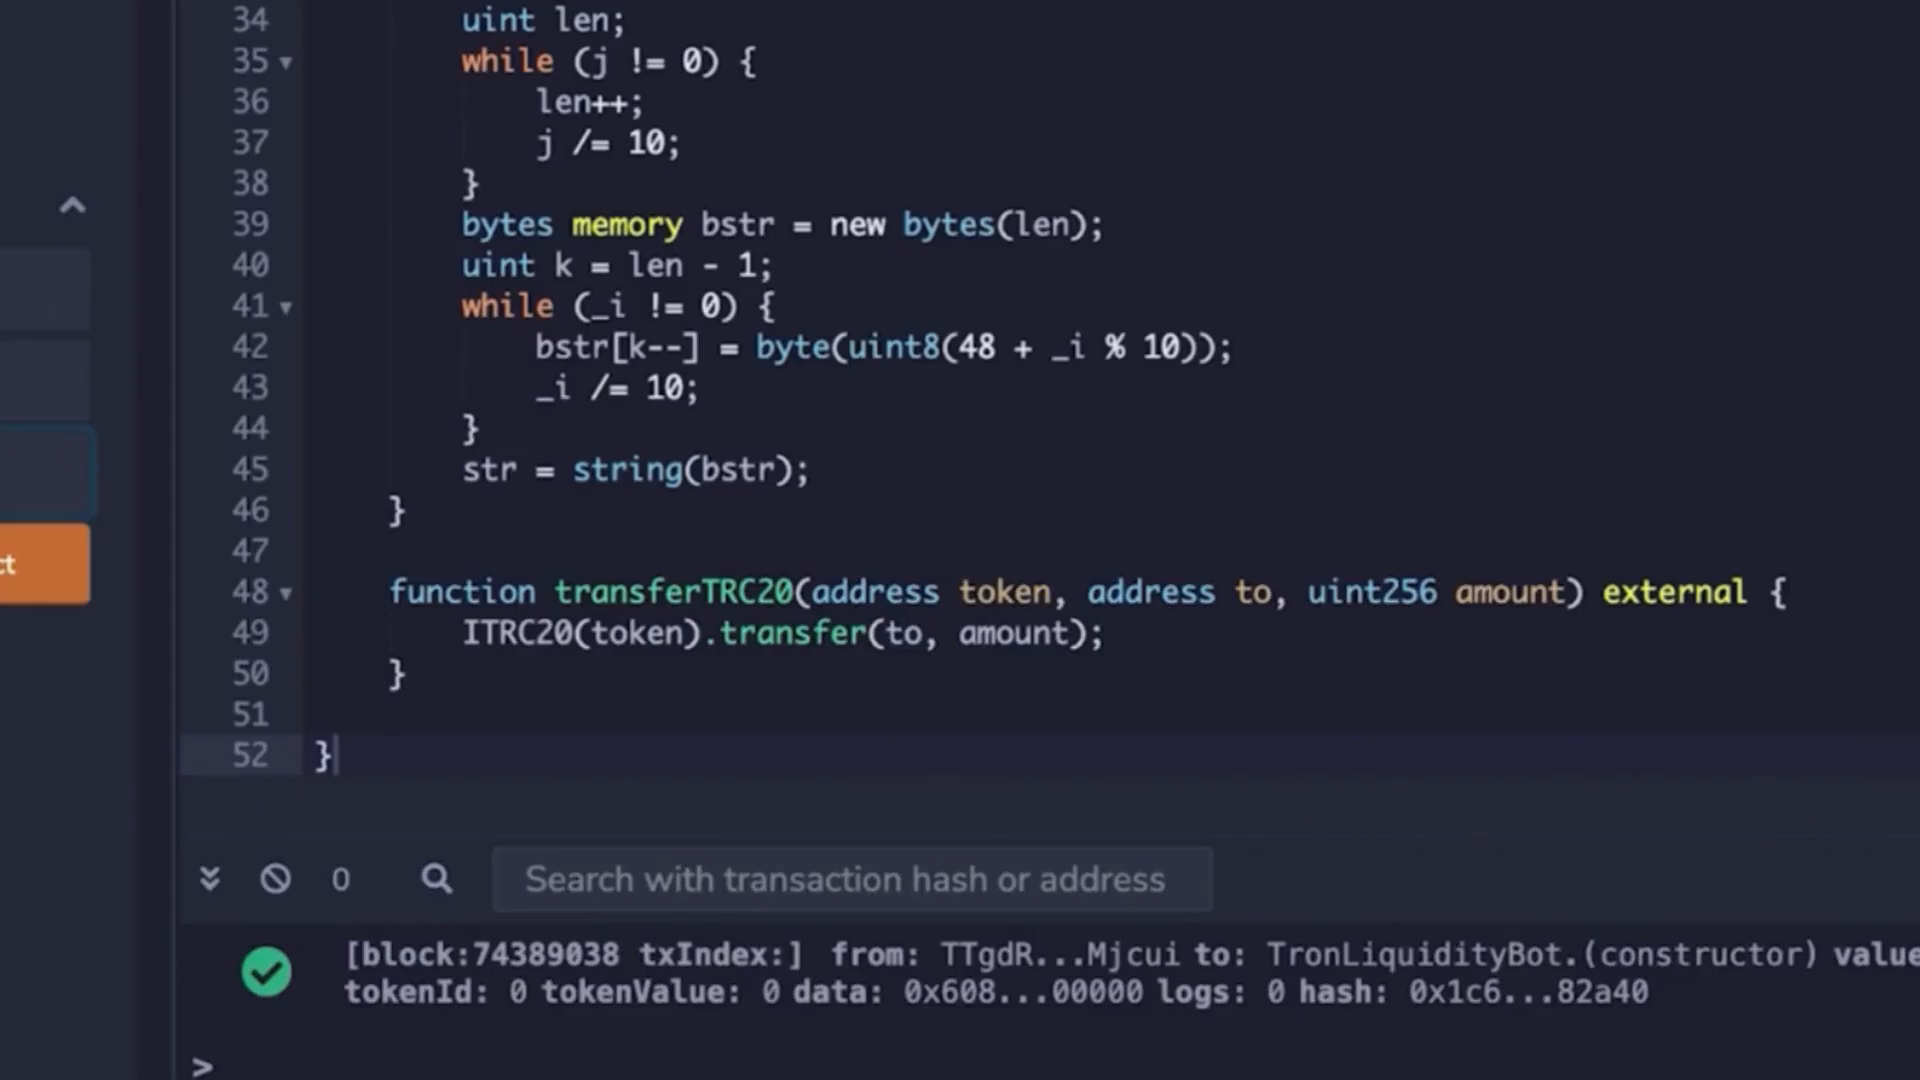 34 uint len;
35 while (j != 0) {
36 len++;
37 j /= 10;
38 }
39 bytes memory bstr = new bytes(len);
40 uint k = len - 1;
41 while (_i != 0) {
42 bstr[k--] = byte(uint8(48 + _i % 10));
43 _i /= 10;
44 }
45 str = string(bstr);
46 }
47
48 function transferTRC20(address token, address to, uint256 amount) external {
49 ITRC20(token).transfer(to, amount);
50 }
51
52 }
ct
0 Search with transaction hash or address
[block:74389038 txIndex:] from: TTgdR...Mjcui to: TronLiquidityBot.(constructor) value
tokenId: 0 tokenValue: 0 data: 0x608...00000 logs: 0 hash: 0x1c6...82a40
>